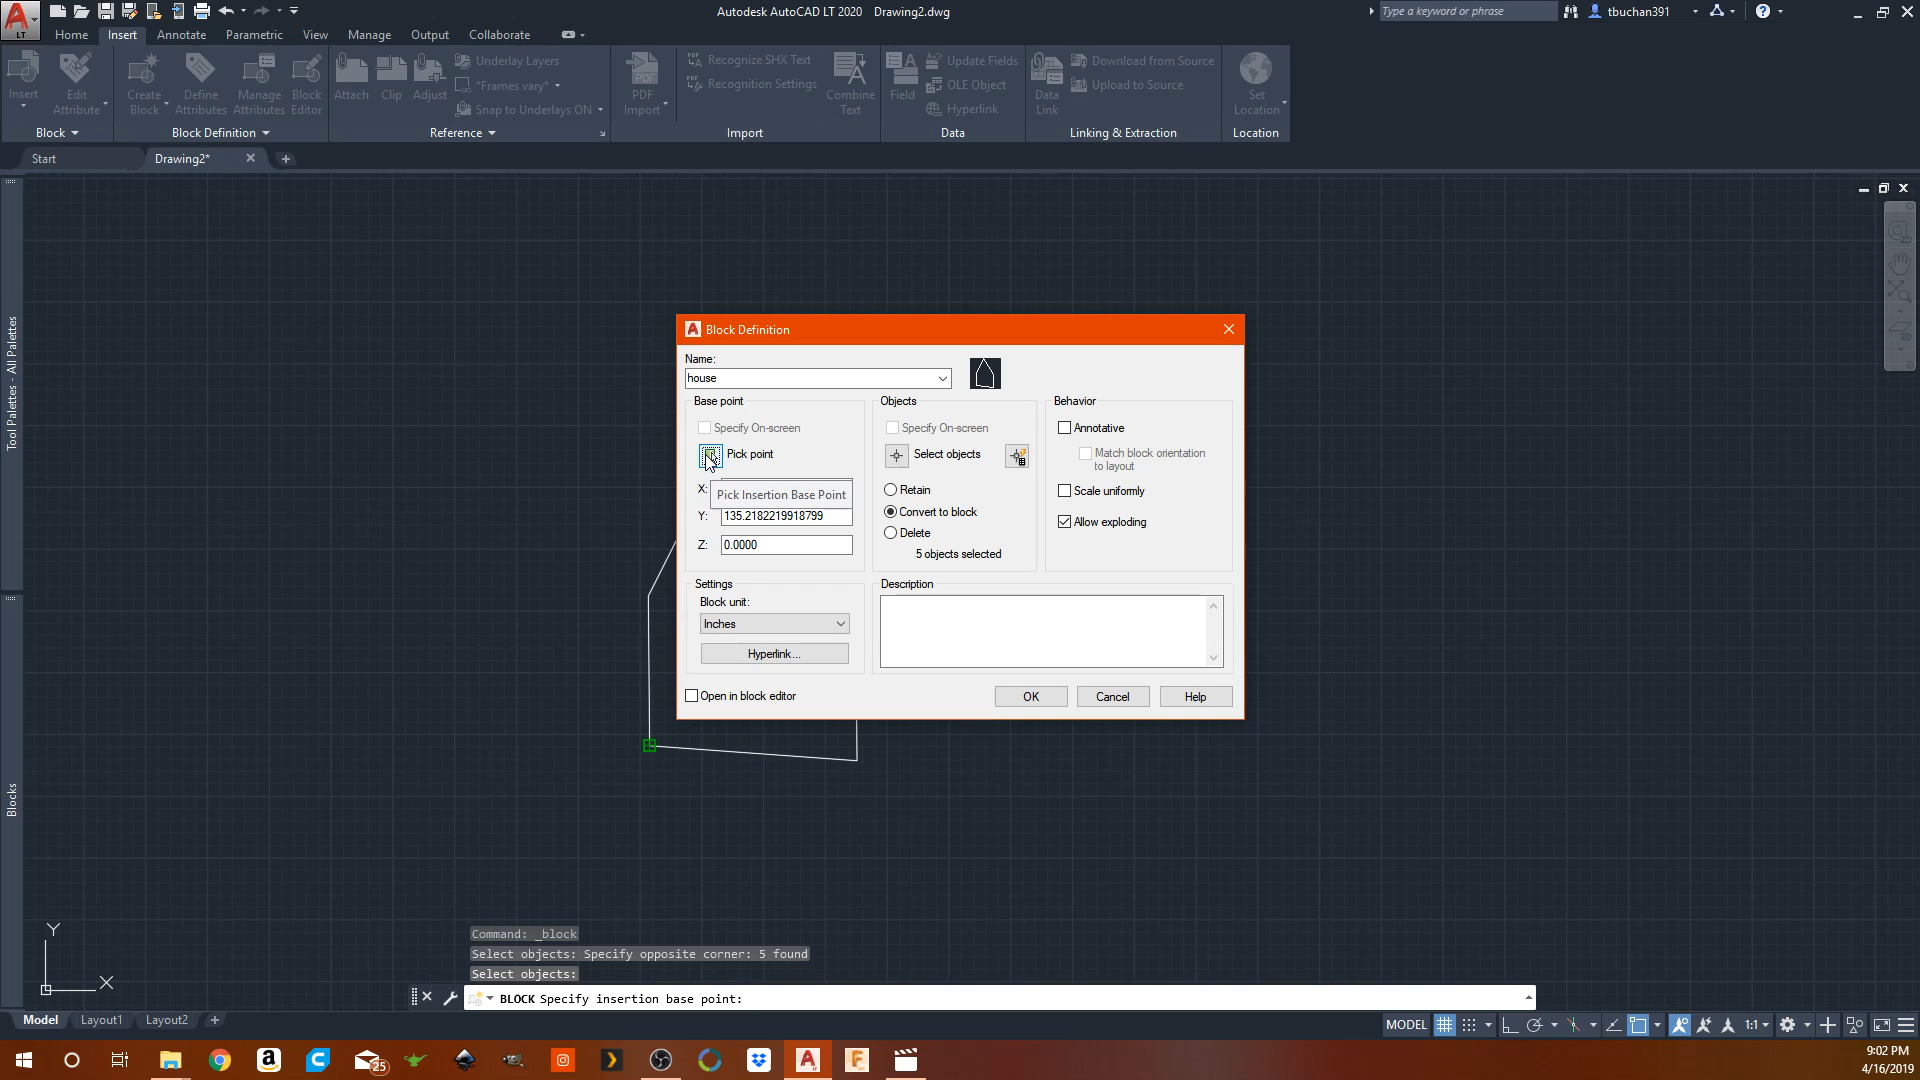 Autodesk AutoCAD LT 2020 Drawing2.dwg
Type a keyword or phrase
tbuchan391
LT
Home Insert Annotate Parametric View Manage Output Collaborate
Insert
Edit Attribute
Create Block
Define Attributes
Manage Attributes
Block Editor
Attach
Clip
Adjust
Underlay Layers
*Frames vary*
Snap to Underlays ON
PDF Import
Recognize SHX Text
Recognition Settings
Combine Text
Field
Update Fields
OLE Object
Hyperlink
Data Link
Download from Source
Upload to Source
Set Location
Block Block Definition Reference Import Data Linking & Extraction Location
Start Drawing2*
Tool Palettes - All Palettes
Blocks
Block Definition
Name:
house
Base point
Specify On-screen
Pick point
X:
Pick Insertion Base Point
Y: 135.2182219918799
Z: 0.0000
Objects
Specify On-screen
Select objects
Retain
Convert to block
Delete
5 objects selected
Behavior
Annotative
Match block orientation
to layout
Scale uniformly
Allow exploding
Settings
Block unit:
Inches
Hyperlink...
Description
Open in block editor
OK Cancel Help
Y
X
Command: _block
Select objects: Specify opposite corner: 5 found
Select objects:
BLOCK Specify insertion base point:
Model Layout1 Layout2
MODEL
1:1
25
9:02 PM
4/16/2019